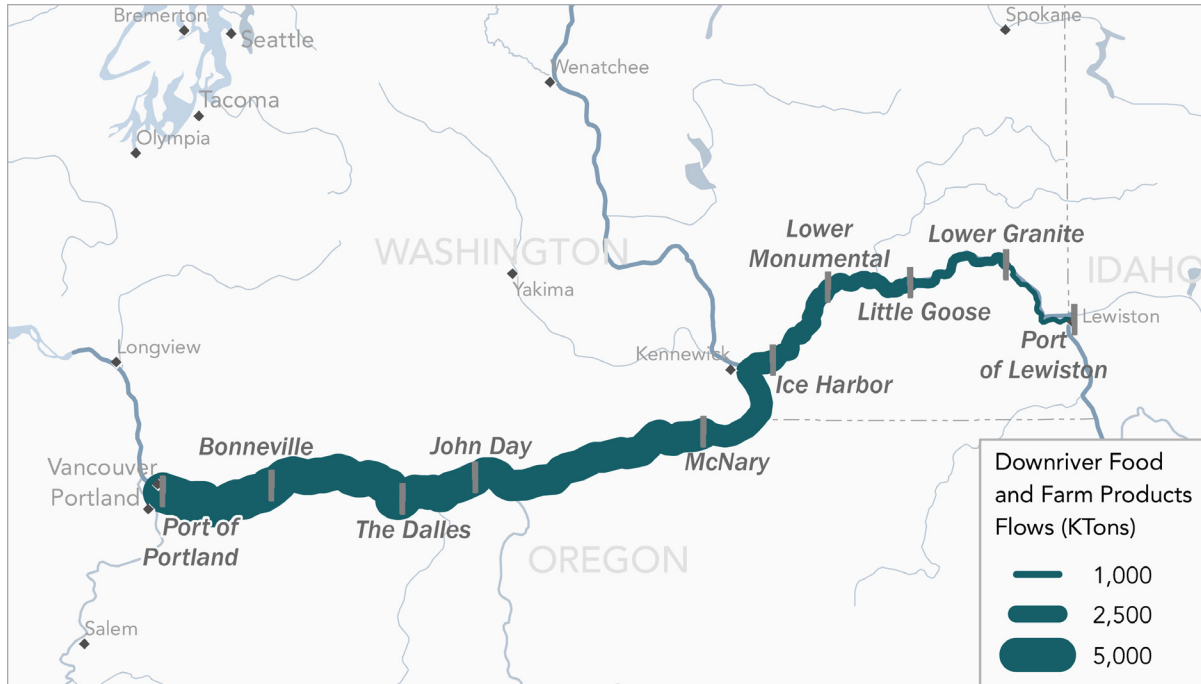 Bremerton
Seattle
Spokane
Wenatchee
Tacoma
Olympia
WASHINGTON
Yakima
Lower
Monumental
Lower Granite
IDAHO
Little Goose
Lewiston
Port
of Lewiston
Longview
Kennewick
Ice Harbor
McNary
John Day
Bonneville
The Dalles
Vancouver
Portland
Port of
Portland
OREGON
Salem
Downriver Food
and Farm Products
Flows (KTons)
1,000
2,500
5,000